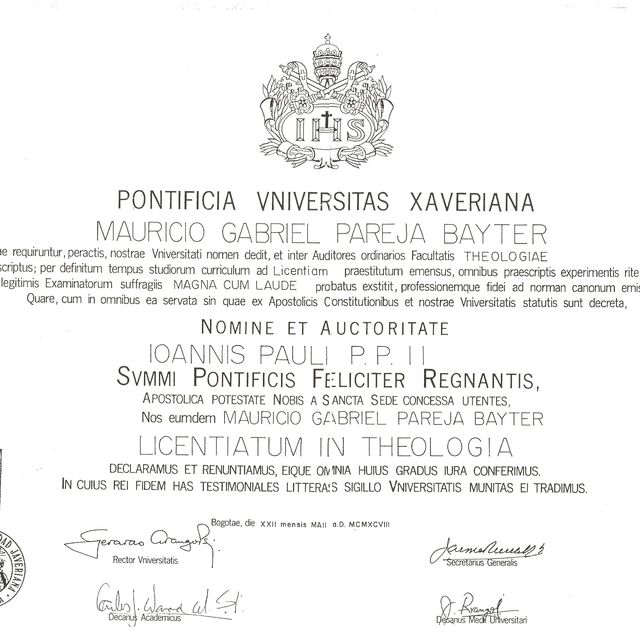 IHS
PONTIFICIA VNIVERSITAS XAVERIANA
MAURICIO GABRIEL PAREJA BAYTER
ae requiruntur, peractis, nostrae Vniversitati nomen dedit, et inter Auditores ordinarios Facultatis THEOLOGIAE
scriptus; per definitum tempus studiorum curriculum ad Licentiam praestitutum emensus, omnibus praescriptis experimentis rite
legitimis Examinatorum suffragiis MAGNA CUM LAUDE probatus exstitit, professionemque fidei ad norman canonum emis
Quare, cum in omnibus ea servata sin quae ex Apostolicis Constitutionibus et nostrae Vniversitatis statutis sunt decreta,
NOMINE ET AUCTORITATE
IOANNIS PAULI P.P. II
SVMMI PONTIFICIS FELICITER REGNANTIS,
APOSTOLICA POTESTATE NOBIS A SANCTA SEDE CONCESSA UTENTES,
NOS EUMDEM MAURICIO GABRIEL PAREJA BAYTER
LICENTIATUM IN THEOLOGIA
DECLARAMUS ET RENUNTIAMUS, EIQUE OMNIA HUIUS GRADUS IURA CONFERIMUS.
IN CUIUS REI FIDEM HAS TESTIMONIALES LITTERAS SIGILLO VNIVERSITATIS MUNITAS EI TRADIMUS.
Bogotae, die XXII mensis MAII a.D. MCMXCVIII
Rector Vniversitatis
Secretarius Generalis
Decanus Academicus
Decanus Medii Universitari
DAD JAVERIANA